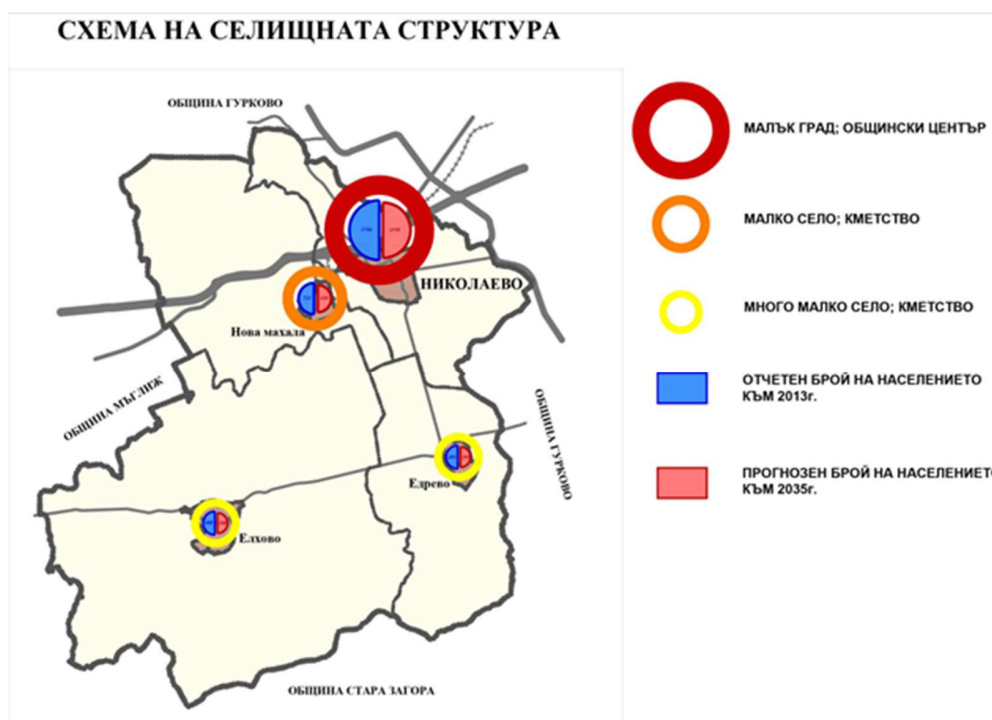 СХЕМА НА СЕЛИЩНАТА СТРУКТУРА
ОБЩИНА ГУРКОВО
НИКОЛАЕВО
Нова махала
ОБЩИНА МЪГЛИЖ
ОБЩИНА ГУРКОВО
Едрево
Елхово
ОБЩИНА СТАРА ЗАГОРА
МАЛЪК ГРАД; ОБЩИНСКИ ЦЕНТЪР
МАЛКО СЕЛО; КМЕТСТВО
МНОГО МАЛКО СЕЛО; КМЕТСТВО
ОТЧЕТЕН БРОЙ НА НАСЕЛЕНИЕТО
КЪМ 2013г.
ПРОГНОЗЕН БРОЙ НА НАСЕЛЕНИЕТО
КЪМ 2035г.